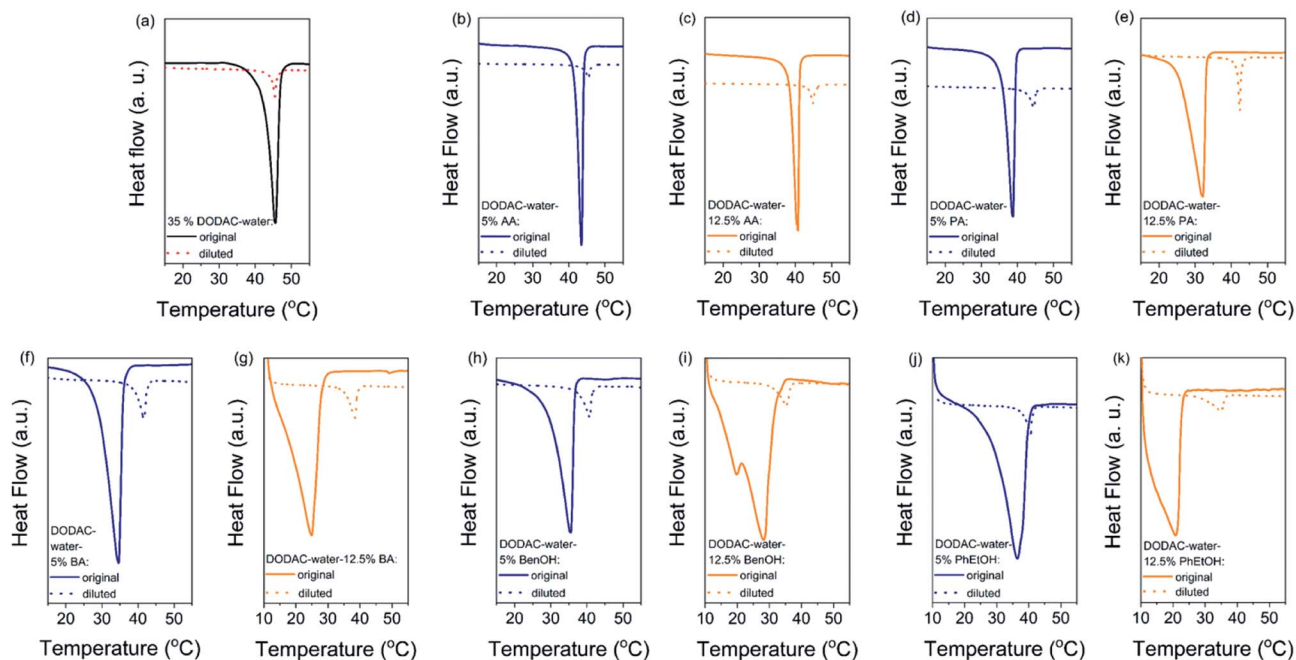 (a)
Heat flow (a. u.)
35 % DODAC-water:
original
diluted
20 30 40 50
Temperature (°C)
(b)
Heat Flow (a.u.)
DODAC-water-
5% AA:
original
diluted
20 30 40 50
Temperature (°C)
(c)
Heat Flow (a.u.)
DODAC-water-
12.5% AA:
original
diluted
20 30 40 50
Temperature (°C)
(d)
Heat Flow (a.u.)
DODAC-water-
5% PA:
original
diluted
20 30 40 50
Temperature (°C)
(e)
Heat Flow (a.u.)
DODAC-water-
12.5% PA:
original
diluted
20 30 40 50
Temperature (°C)
(f)
Heat Flow (a.u.)
DODAC-
water-
5% BA:
original
diluted
20 30 40 50
Temperature (°C)
(g)
Heat Flow (a.u.)
DODAC-water-12.5% BA:
original
diluted
10 20 30 40 50
Temperature (°C)
(h)
Heat Flow (a.u.)
DODAC-water-
5% BenOH:
original
diluted
20 30 40 50
Temperature (°C)
(i)
Heat Flow (a.u.)
DODAC-water-
12.5% BenOH:
original
diluted
10 20 30 40 50
Temperature (°C)
(j)
Heat Flow (a.u.)
DODAC-water-
5% PhEtOH:
original
diluted
10 20 30 40 50
Temperature (°C)
(k)
Heat Flow (a.u.)
DODAC-water-
12.5% PhEtOH:
original
diluted
10 20 30 40 50
Temperature (°C)